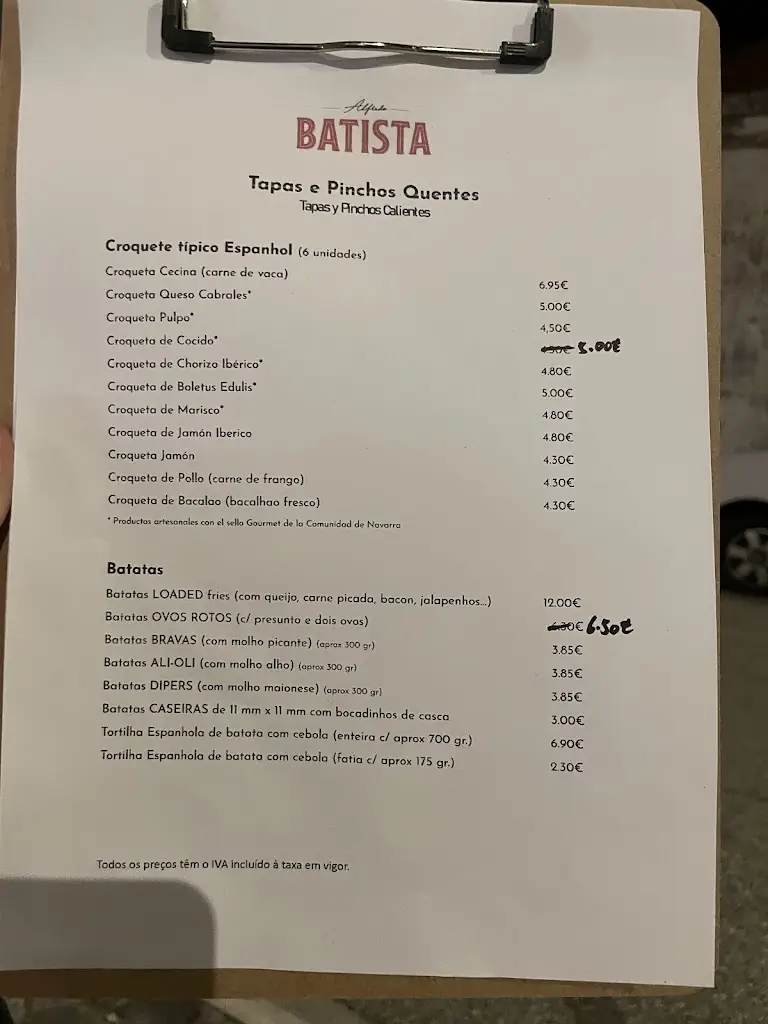 Alfredo
BATISTA
Tapas e Pinchos Quentes
Tapas y Pinchos Calientes
Croquete típico Espanhol (6 unidades)
Croqueta Cecina (carne de vaca) 6.95€
Croqueta Queso Cabrales* 5.00€
Croqueta Pulpo* 4,50€
Croqueta de Cocido* 4.30€ 5.00€
Croqueta de Chorizo Ibérico* 4.80€
Croqueta de Boletus Edulis* 5.00€
Croqueta de Marisco* 4.80€
Croqueta de Jamón Iberico 4.80€
Croqueta Jamón 4.30€
Croqueta de Pollo (carne de frango) 4.30€
Croqueta de Bacalao (bacalhao fresco) 4.30€
* Productos artesanales con el sello Gourmet de la Comunidad de Navarra
Batatas
Batatas LOADED fries (com queijo, carne picada, bacon, jalapenhos...) 12.00€
Batatas OVOS ROTOS (c/ presunto e dois ovos) 6.30€ 6.50€
Batatas BRAVAS (com molho picante) (aprox 300 gr) 3.85€
Batatas ALI-OLI (com molho alho) (aprox 300 gr) 3.85€
Batatas DIPERS (com molho maionese) (aprox 300 gr) 3.85€
Batatas CASEIRAS de 11 mm x 11 mm com bocadinhos de casca 3.00€
Tortilha Espanhola de batata com cebola (enteira c/ aprox 700 gr.) 6.90€
Tortilha Espanhola de batata com cebola (fatia c/ aprox 175 gr.) 2.30€
Todos os preços têm o IVA incluído à taxa em vigor.